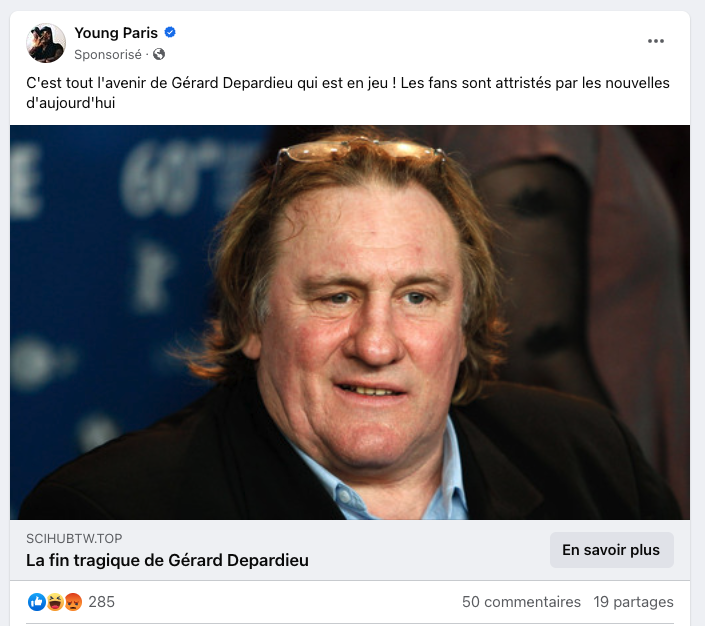 Young Paris
Sponsorisé ·
C'est tout l'avenir de Gérard Depardieu qui est en jeu ! Les fans sont attristés par les nouvelles
d'aujourd'hui
60
SCIHUBTW.TOP
La fin tragique de Gérard Depardieu
En savoir plus
285
50 commentaires 19 partages